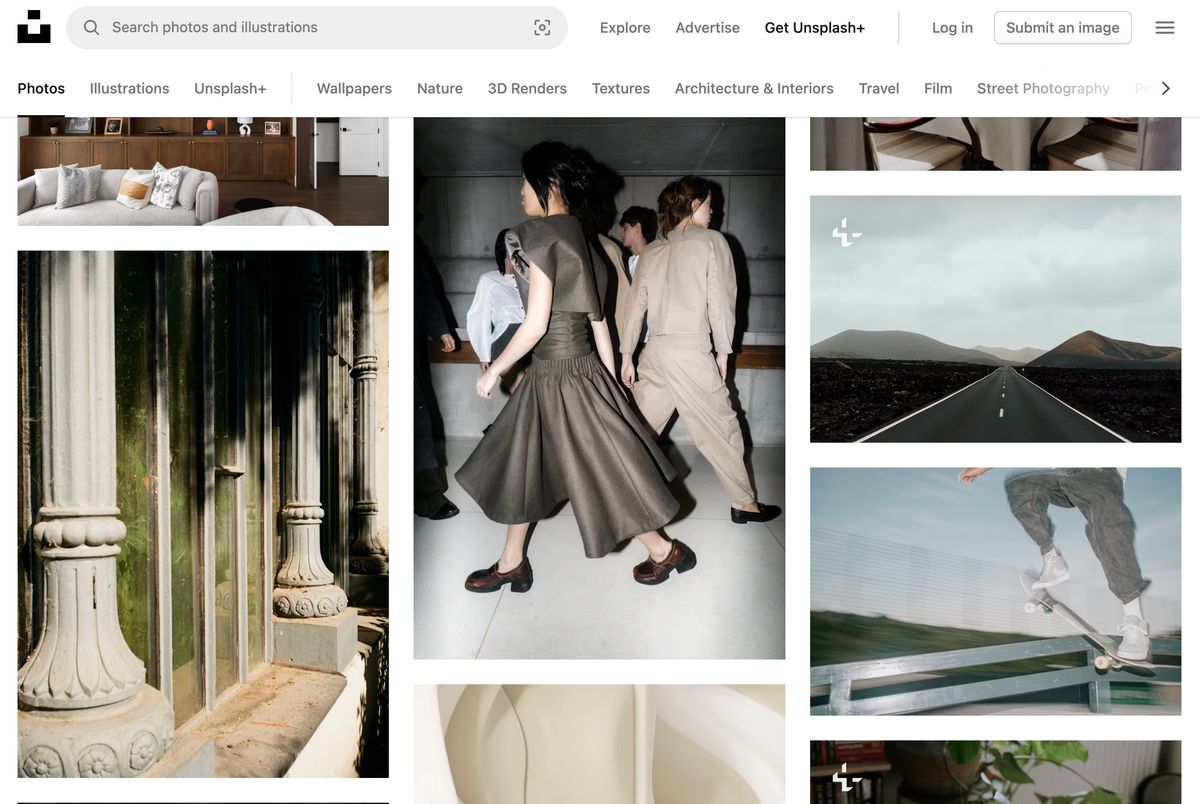 Search photos and illustrations
Explore
Advertise
Get Unsplash+
Log in
Submit an image
Photos
Illustrations
Unsplash+
Wallpapers
Nature
3D Renders
Textures
Architecture & Interiors
Travel
Film
Street Photography